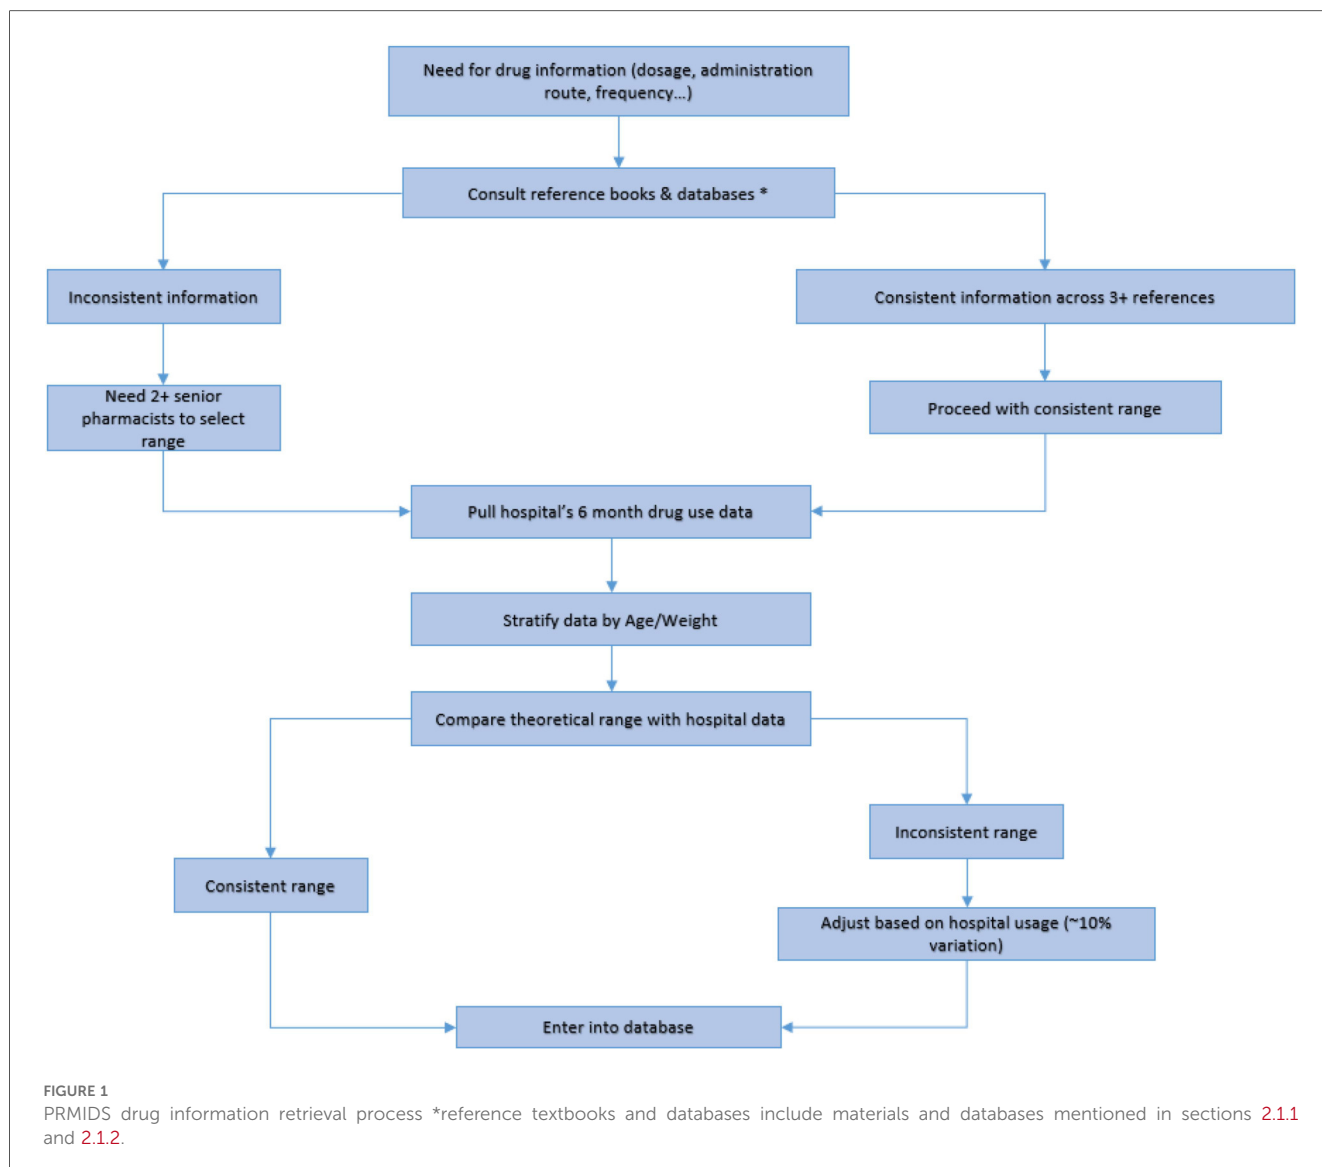 Need for drug information (dosage, administration
route, frequency...)
Consult reference books & databases *
Inconsistent information
Consistent information across 3+ references
Need 2+ senior
pharmacists to select
range
Proceed with consistent range
Pull hospital's 6 month drug use data
Stratify data by Age/Weight
Compare theoretical range with hospital data
Inconsistent range
Consistent range
Adjust based on hospital usage (~10%
variation)
Enter into database
FIGURE 1
PRMIDS drug information retrieval process *reference textbooks and databases include materials and databases mentioned in sections 2.1.1
and 2.1.2.